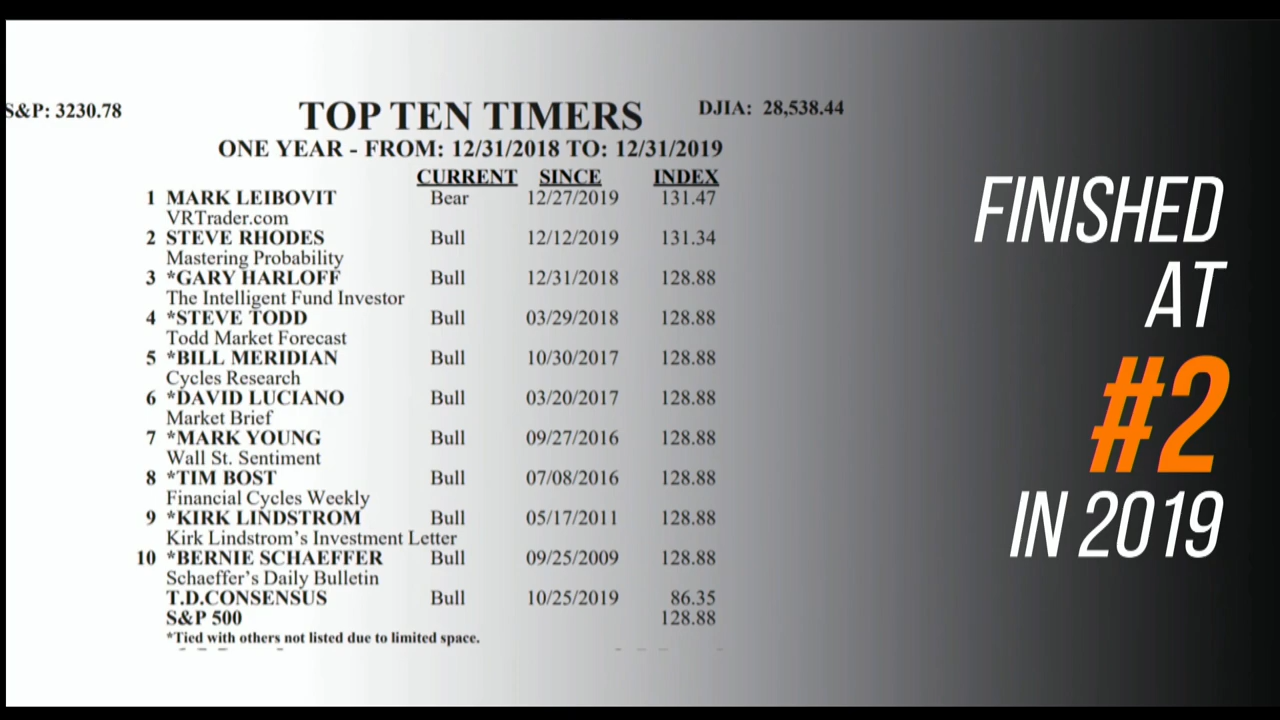 S&P: 3230.78
TOP TEN TIMERS
DJIA: 28,538.44
ONE YEAR - FROM: 12/31/2018 TO: 12/31/2019
CURRENT SINCE INDEX
1 MARK LEIBOVIT Bear 12/27/2019 131.47
VRTrader.com
2 STEVE RHODES Bull 12/12/2019 131.34
Mastering Probability
3 *GARY HARLOFF Bull 12/31/2018 128.88
The Intelligent Fund Investor
4 *STEVE TODD Bull 03/29/2018 128.88
Todd Market Forecast
5 *BILL MERIDIAN Bull 10/30/2017 128.88
Cycles Research
6 *DAVID LUCIANO Bull 03/20/2017 128.88
Market Brief
7 *MARK YOUNG Bull 09/27/2016 128.88
Wall St. Sentiment
8 *TIM BOST Bull 07/08/2016 128.88
Financial Cycles Weekly
9 *KIRK LINDSTROM Bull 05/17/2011 128.88
Kirk Lindstrom's Investment Letter
10 *BERNIE SCHAEFFER Bull 09/25/2009 128.88
Schaeffer's Daily Bulletin
T.D.CONSENSUS Bull 10/25/2019 86.35
S&P 500 128.88
*Tied with others not listed due to limited space.
FINISHED
AT
#2
IN 2019